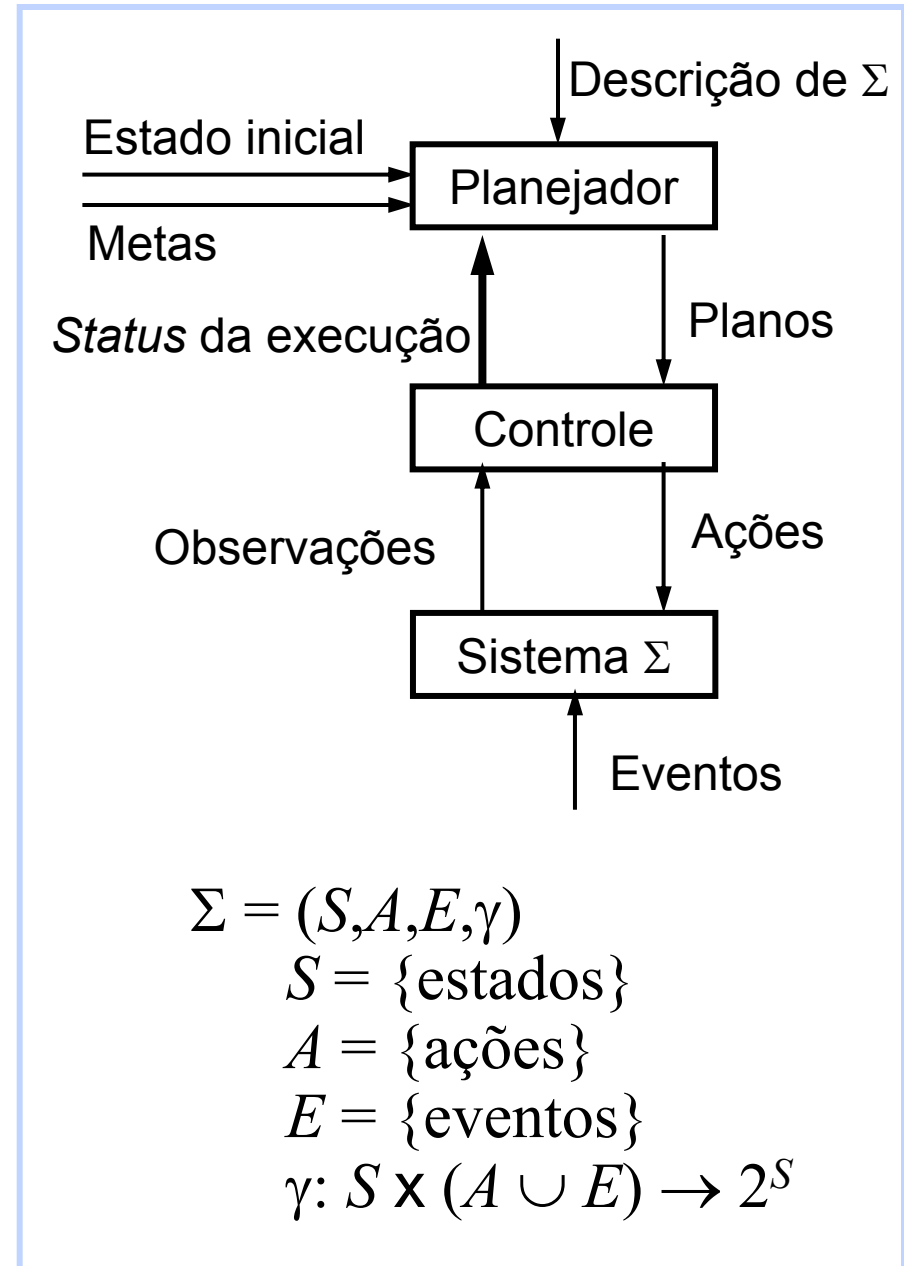 Descrição de Σ
Estado inicial
Planejador
Metas
Status da execução
Planos
Controle
Observações
Ações
Sistema Σ
Eventos
Σ = (S,A,E,γ)
S = {estados}
A = {ações}
E = {eventos}
γ: S x (A ∪ E) → 2^S